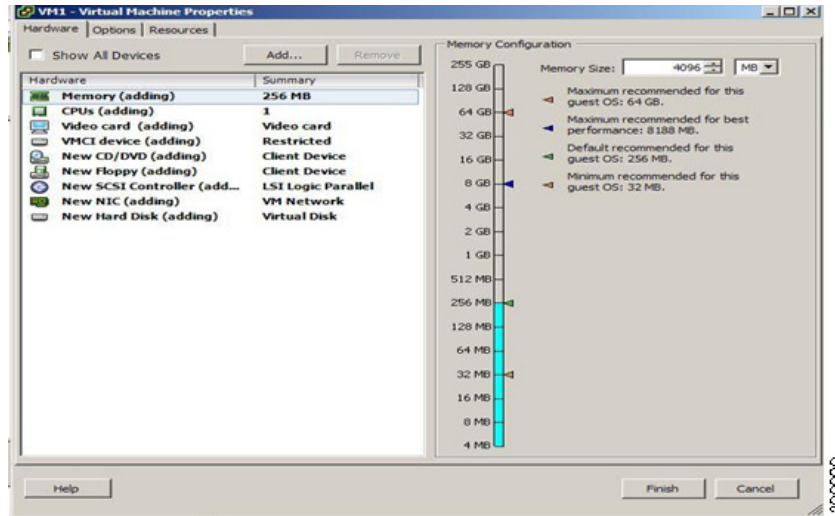 VM1 - Virtual Machine Properties
Hardware Options Resources
Show All Devices Add... Remove
Hardware Summary
Memory (adding) 256 MB
CPUs (adding) 1
Video card (adding) Video card
VMCI device (adding) Restricted
New CD/DVD (adding) Client Device
New Floppy (adding) Client Device
New SCSI Controller (add... LSI Logic Parallel
New NIC (adding) VM Network
New Hard Disk (adding) Virtual Disk
Memory Configuration
255 GB
128 GB
64 GB
32 GB
16 GB
8 GB
4 GB
2 GB
1 GB
512 MB
256 MB
128 MB
64 MB
32 MB
16 MB
8 MB
4 MB
Memory Size: 4096 MB
Maximum recommended for this
guest OS: 64 GB.
Maximum recommended for best
performance: 8188 MB.
Default recommended for this
guest OS: 256 MB.
Minimum recommended for this
guest OS: 32 MB.
Help Finish Cancel